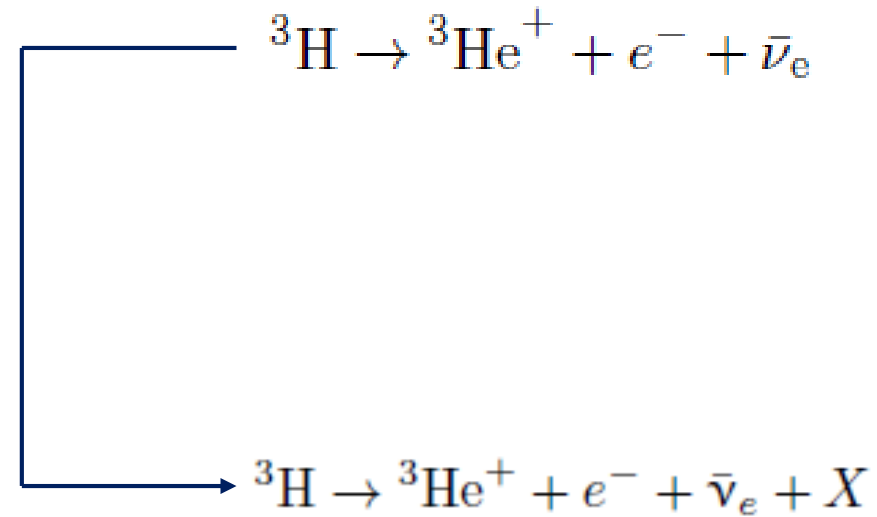 ³H → ³He⁺ + e⁻ + ν̄ₑ
³H → ³He⁺ + e⁻ + ν̄ₑ + X